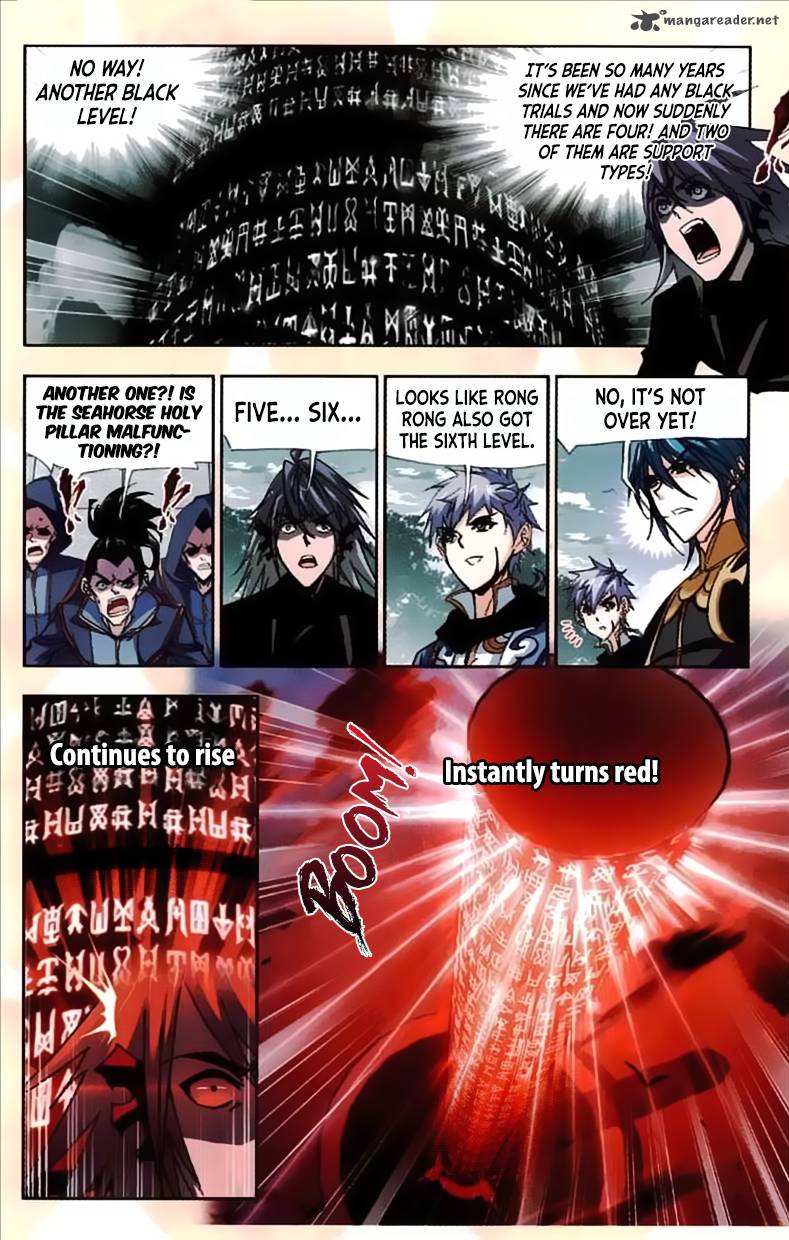 mangareader.net
NO WAY!
ANOTHER BLACK
LEVEL!
IT'S BEEN SO MANY YEARS
SINCE WE'VE HAD ANY BLACK
TRIALS AND NOW SUDDENLY
THERE ARE FOUR! AND TWO
OF THEM ARE SUPPORT
TYPES!
ANOTHER ONE?! IS
THE SEAHORSE HOLY
PILLAR MALFUNC-
TIONING?!
FIVE... SIX...
LOOKS LIKE RONG
RONG ALSO GOT
THE SIXTH LEVEL.
NO, IT'S NOT
OVER YET!
Continues to rise
BOOM!
Instantly turns red!